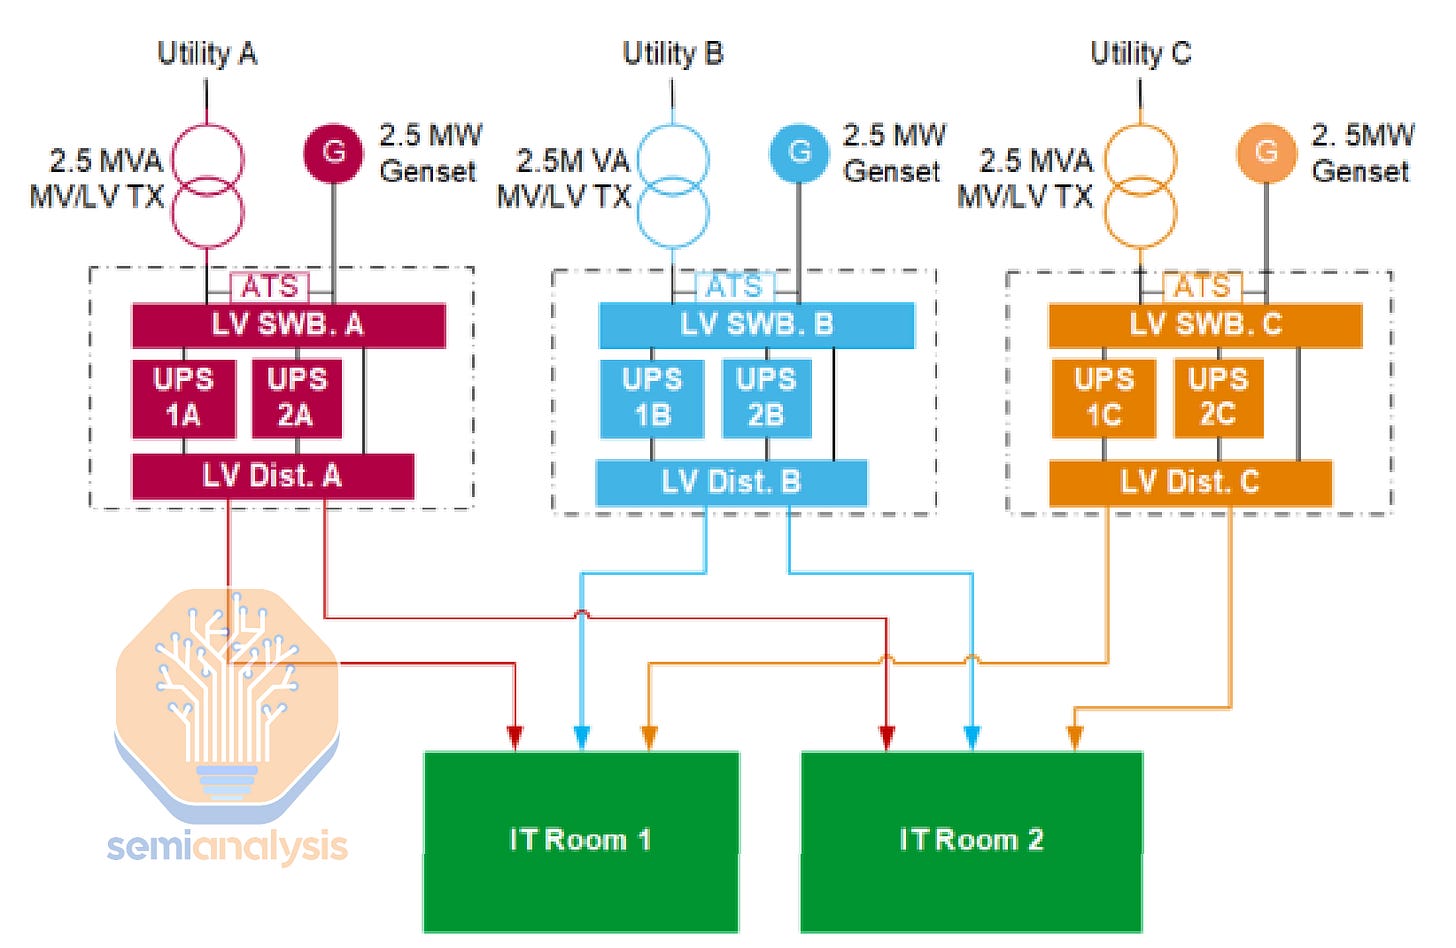 Utility A
Utility B
Utility C
2.5 MVA
MV/LV TX
G
2.5 MW
Genset
2.5M VA
MV/LV TX
G
2.5 MW
Genset
2.5 MVA
MV/LV TX
G
2. 5MW
Genset
ATS
LV SWB. A
UPS
1A
UPS
2A
LV Dist. A
ATS
LV SWB. B
UPS
1B
UPS
2B
LV Dist. B
ATS
LV SWB. C
UPS
1C
UPS
2C
LV Dist. C
semianalysis
IT Room 1
IT Room 2